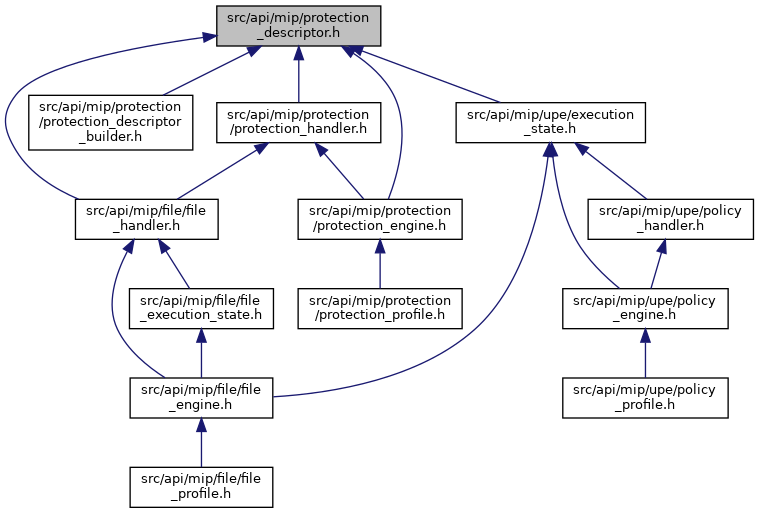 src/api/mip/protection
_descriptor.h
src/api/mip/protection
/protection_descriptor
_builder.h
src/api/mip/protection
/protection_handler.h
src/api/mip/upe/execution
_state.h
src/api/mip/file/file
_handler.h
src/api/mip/protection
/protection_engine.h
src/api/mip/upe/policy
_handler.h
src/api/mip/file/file
_execution_state.h
src/api/mip/protection
/protection_profile.h
src/api/mip/upe/policy
_engine.h
src/api/mip/file/file
_engine.h
src/api/mip/upe/policy
_profile.h
src/api/mip/file/file
_profile.h